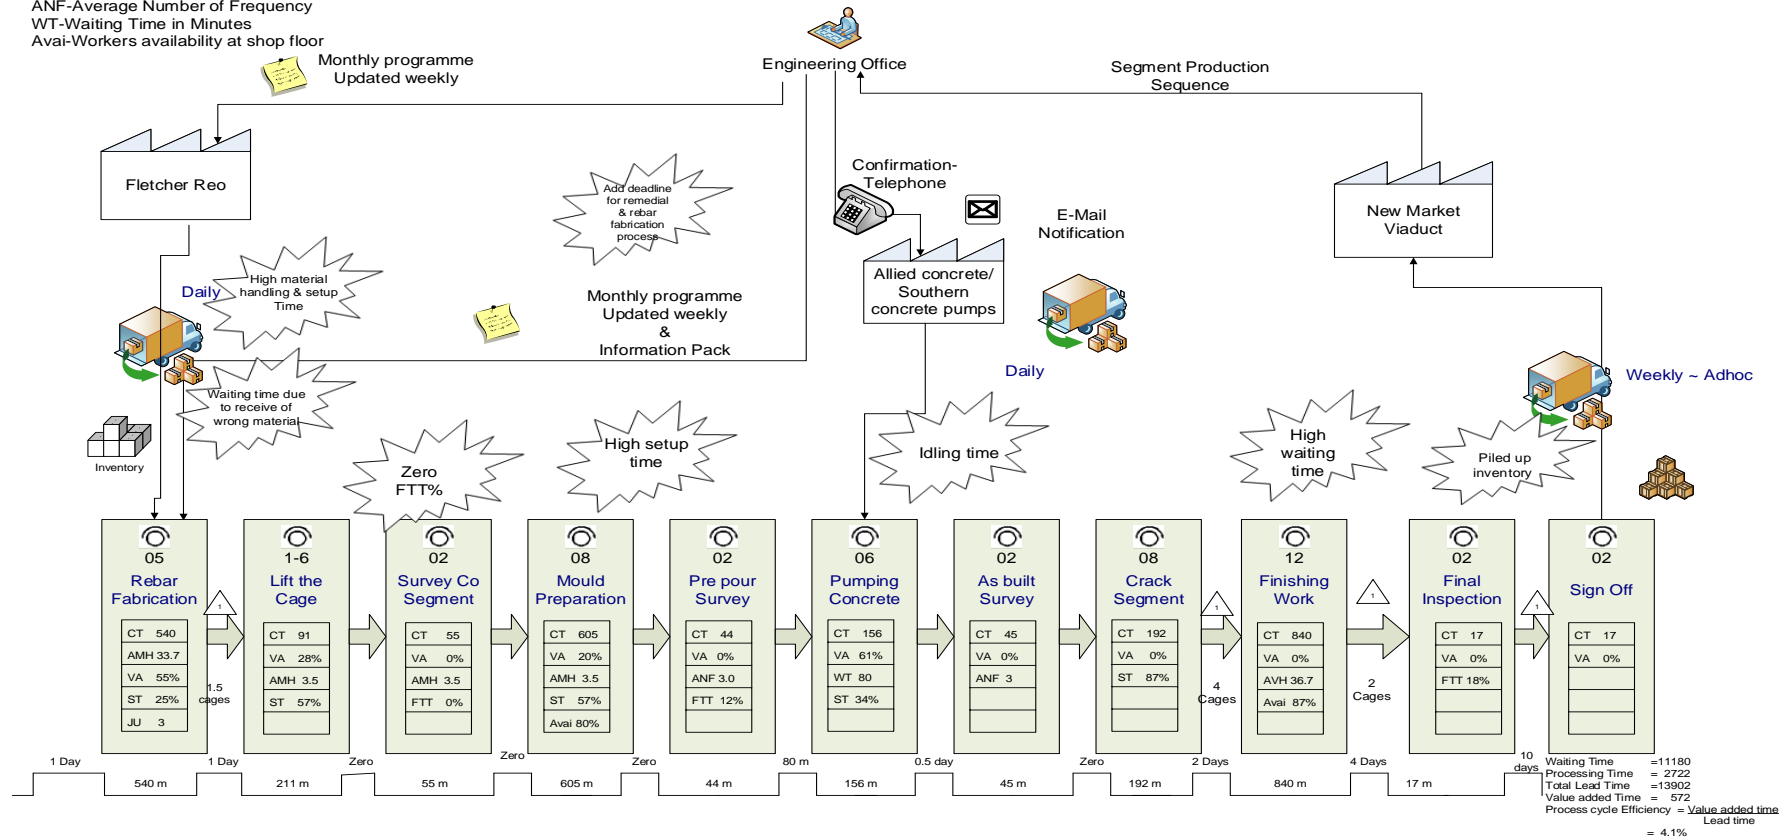 ANF-Average Number of Frequency
WT-Waiting Time in Minutes
Avai-Workers availability at shop floor
Monthly programme
Updated weekly
Engineering Office
Segment Production
Sequence
Fletcher Reo
Add deadline
for remedial
& rebar
fabrication
process
Confirmation-
Telephone
E-Mail
Notification
New Market
Viaduct
Daily
High material
handling & setup
Time
Monthly programme
Updated weekly
&
Information Pack
Allied concrete/
Southern
concrete pumps
Daily
Weekly ~ Adhoc
Waiting time due
to receive of
wrong material
Inventory
Zero
FTT%
High setup
time
Idling time
High
waiting
time
Piled up
inventory
05
Rebar
Fabrication
CT 540
AMH 33.7
VA 55%
ST 25%
JU 3
1
1.5
cages
1-6
Lift the
Cage
CT 91
VA 28%
AMH 3.5
ST 57%
02
Survey Co
Segment
CT 55
VA 0%
AMH 3.5
FTT 0%
08
Mould
Preparation
CT 605
VA 20%
AMH 3.5
ST 57%
Avai 80%
02
Pre pour
Survey
CT 44
VA 0%
ANF 3.0
FTT 12%
06
Pumping
Concrete
CT 156
VA 61%
WT 80
ST 34%
02
As built
Survey
CT 45
VA 0%
ANF 3
08
Crack
Segment
CT 192
VA 0%
ST 87%
1
4
Cages
12
Finishing
Work
CT 840
VA 0%
AVH 36.7
Avai 87%
1
2
Cages
02
Final
Inspection
CT 17
VA 0%
FTT 18%
1
02
Sign Off
CT 17
VA 0%
1 Day
540 m
1 Day
211 m
Zero
55 m
Zero
605 m
Zero
44 m
80 m
156 m
0.5 day
45 m
Zero
192 m
2 Days
840 m
4 Days
17 m
10
days
Waiting Time =11180
Processing Time = 2722
Total Lead Time =13902
Value added Time = 572
Process cycle Efficiency = Value added time
Lead time
= 4.1%